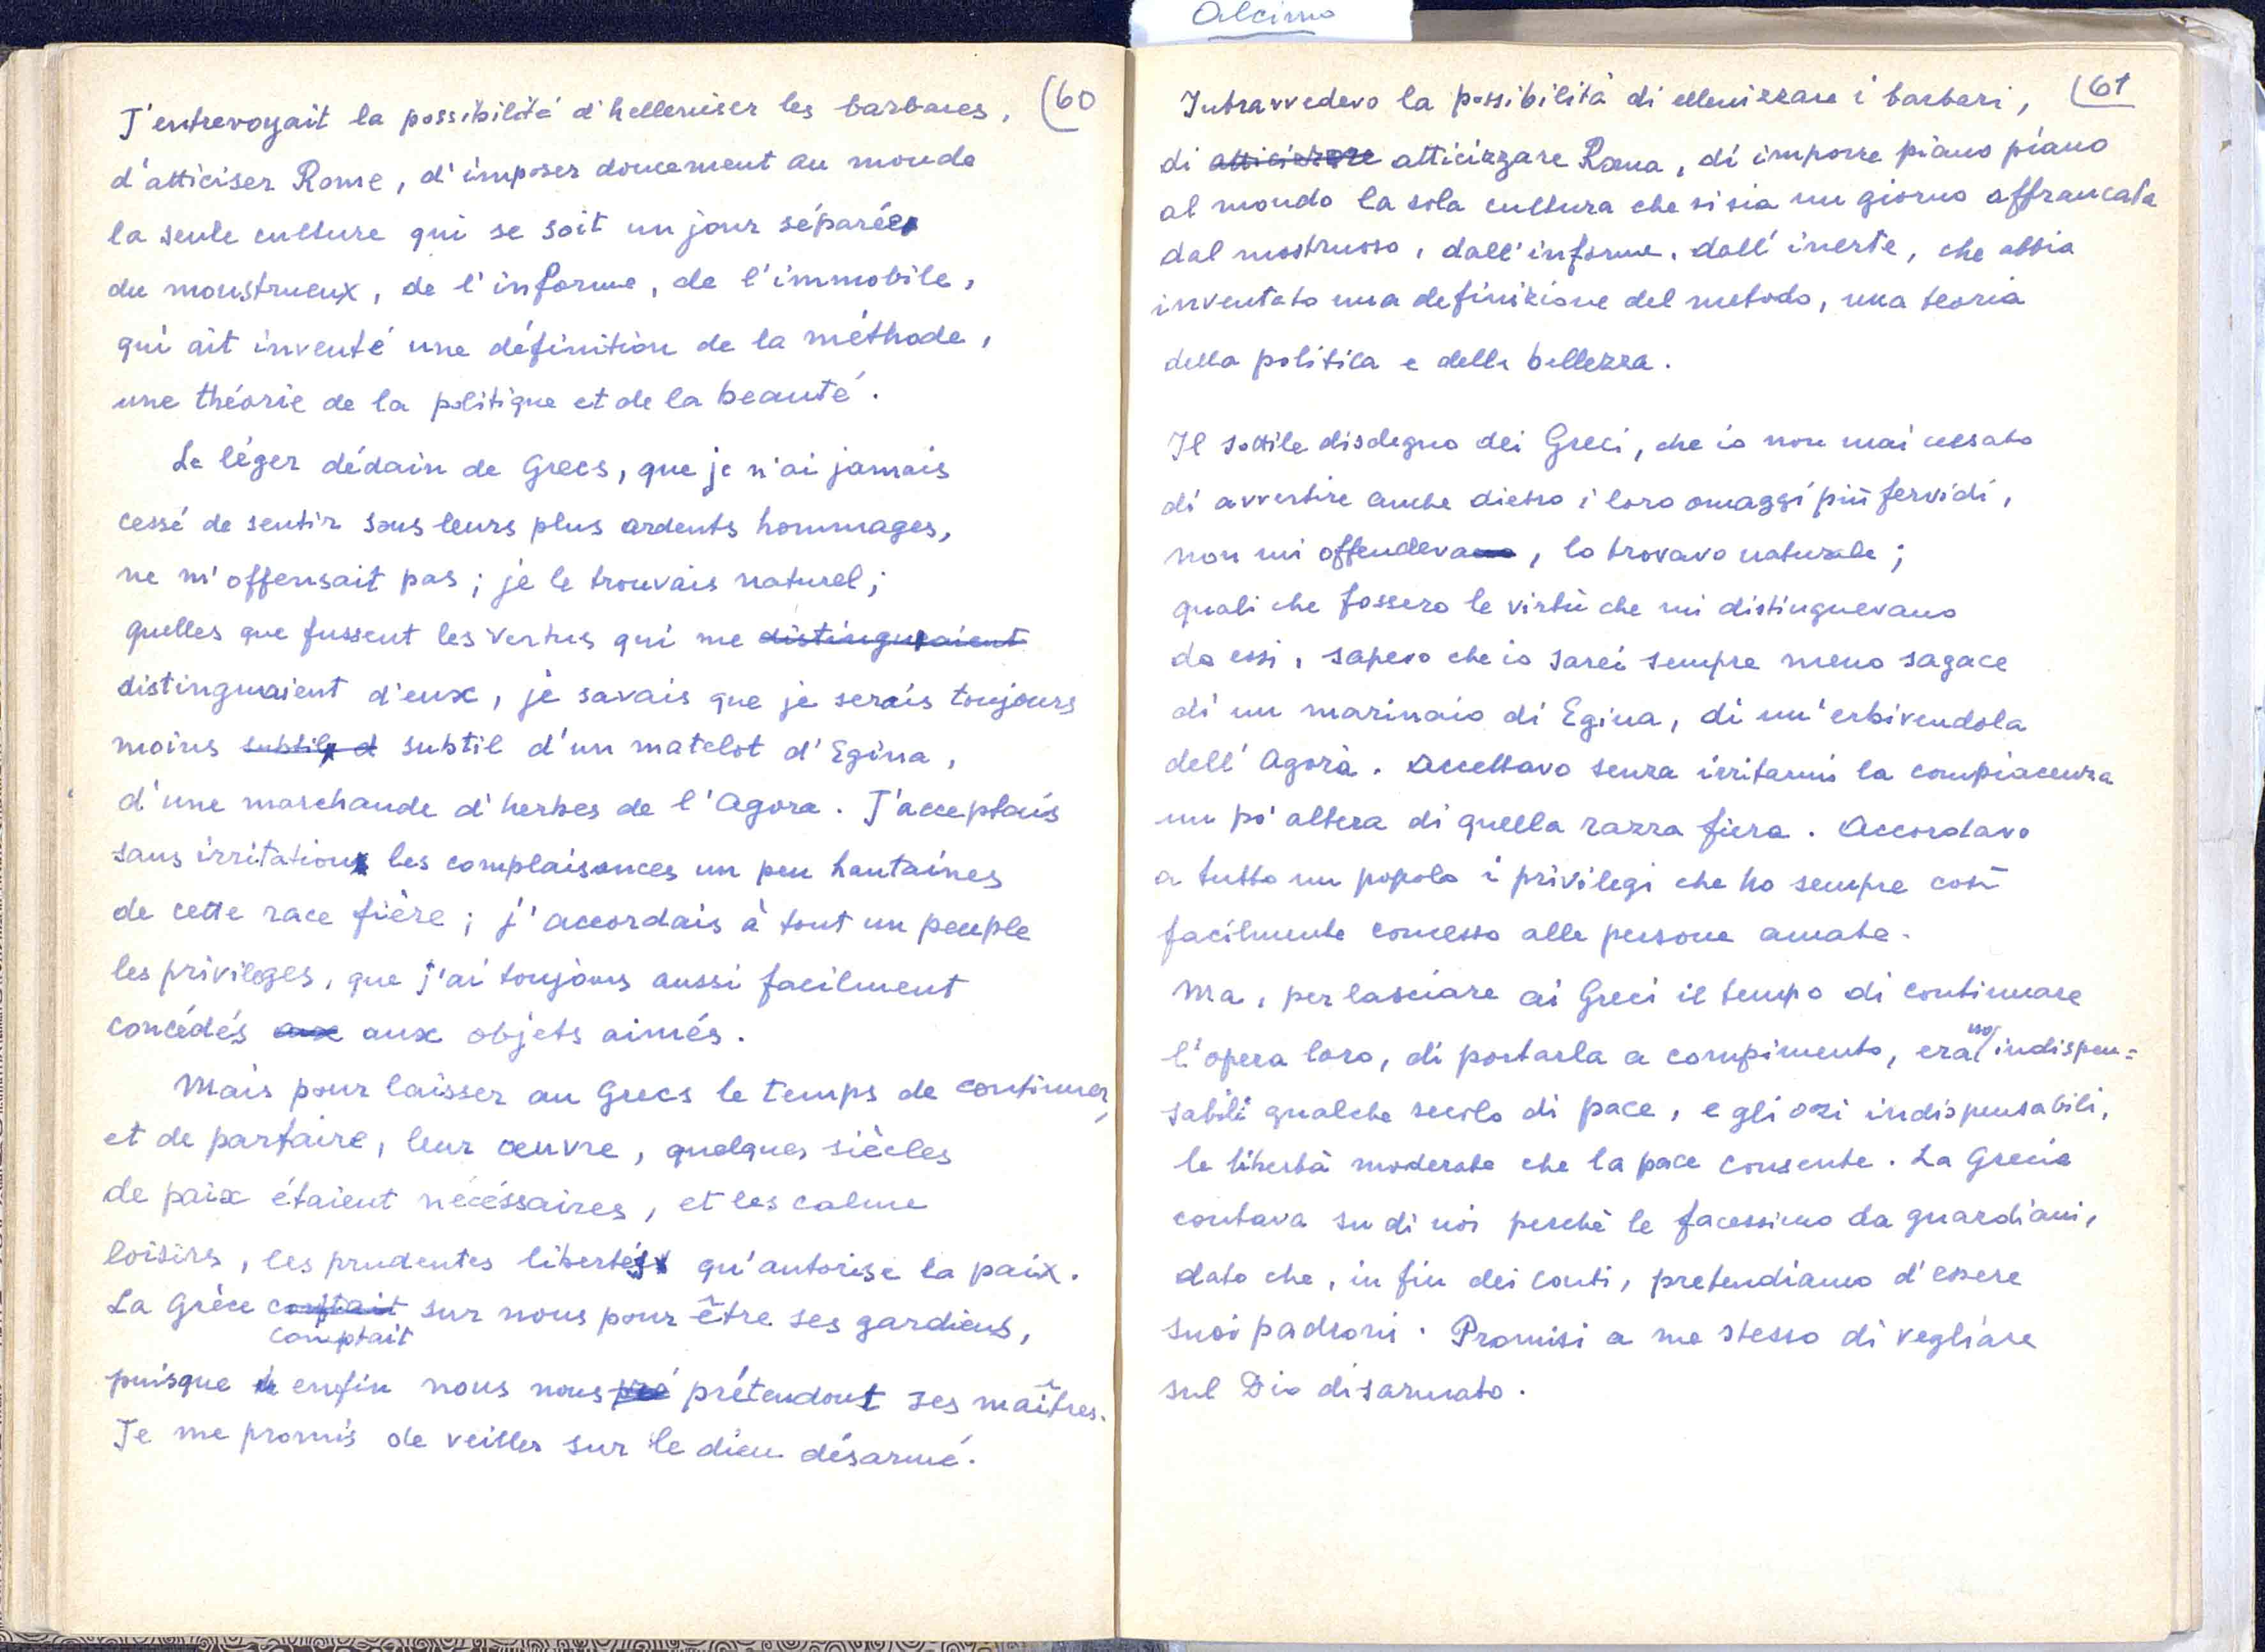 Alcimo
(60
J'entrevoyait la possibilité d'helleniser les barbares,
d'atticiser Rome, d'imposer doucement au monde
la seule culture qui se soit un jour séparée
du monstrueux, de l'informe, de l'immobile,
qui ait inventé une définition de la méthode,
une théorie de la politique et de la beauté.
Le léger dédain de Grecs, que je n'ai jamais
cessé de sentir sous leurs plus ardents hommages,
ne m'offensait pas; je le trouvais naturel;
quelles que fussent les vertus qui me distinguaient
distinguaient d'eux, je savais que je serais toujours
moins subtil d subtil d'un matelot d'Egina,
d'une marchande d'herbes de l'Agora. J'acceptais
sans irritation les complaisances un peu hautaines
de cette race fière; j'accordais à tout un peuple
les privileges, que j'ai toujours aussi facilment
concédés aux aux objets aimés.
Mais pour laisser au Grecs le temps de continuer,
et de parfaire, leur œuvre, quelques siècles
de paix étaient nécéssaires, et les calme
loisirs, les prudentes libertés qu'autorise la paix.
La Grèce comptait sur nous pour être ses gardiens,
puisque enfin nous nous pré prétendont ses maîtres.
Je me promis de veiller sur le dieu désarmé.
(61
Intravvedevo la possibilità di ellenizzare i barbari,
di atticizzare atticizzare Roma, di imporre piano piano
al mondo la sola cultura che si sia un giorno affrancata
dal mostruoso, dall'informe, dall'inerte, che abbia
inventato una definizione del metodo, una teoria
della politica e della bellezza.
Il sottile disdegno dei Greci, che io non mai cessato
di avvertire anche dietro i loro omaggi più fervidi,
non mi offendeva, lo trovavo naturale;
quali che fossero le virtù che mi distinguevano
da essi, sapevo che io sarei sempre meno sagace
di un marinaio di Egina, di un'erbivendola
dell'Agorà. Accettavo senza irritarmi la compiacenza
un pò altera di quella razza fiera. Accordavo
a tutto un popolo i privilegi che ho sempre così
facilmente concesso alle persone amate.
Ma, per lasciare ai Greci il tempo di continuare
l'opera loro, di portarla a compimento, erano indispen=
sabili qualche secolo di pace, e gli ozi indispensabili,
le libertà moderate che la pace consente. La Grecia
contava su di noi perchè le facessimo da guardiani,
dato che, in fin dei conti, pretendiamo d'essere
suoi padroni. Promisi a me stesso di vegliare
sul Dio disarmato.